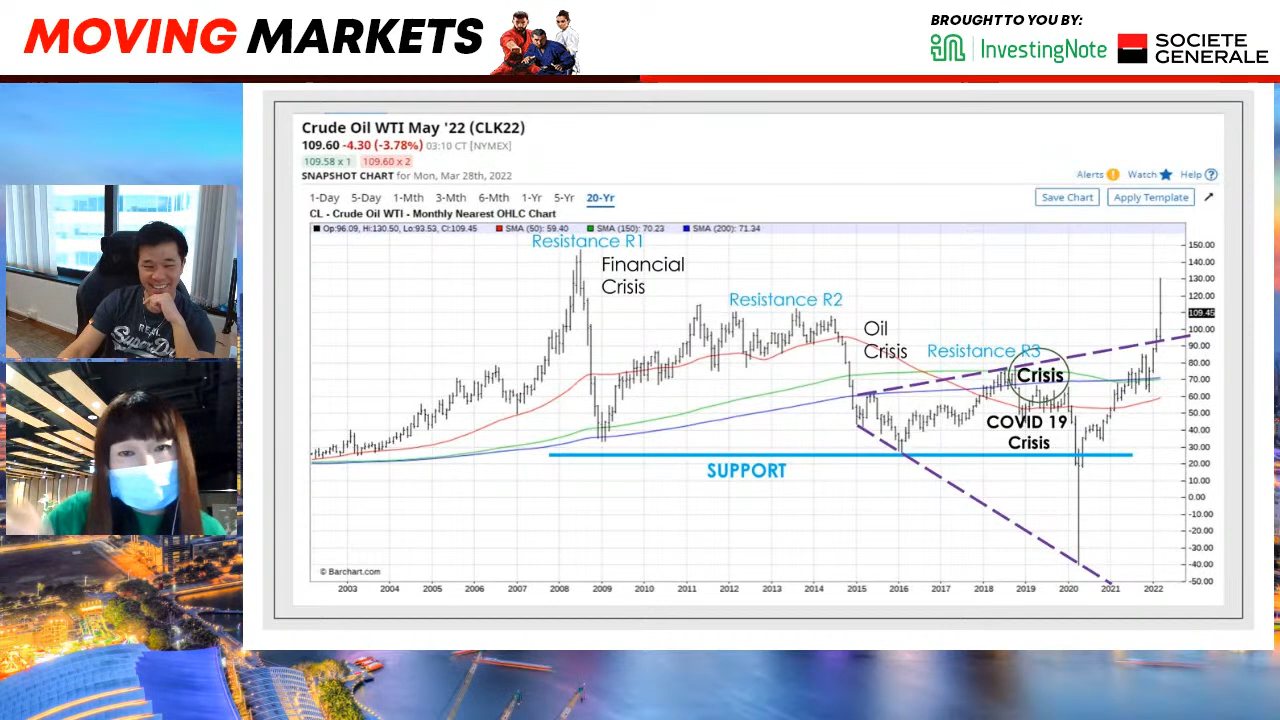 MOVING MARKETS
BROUGHT TO YOU BY:
InvestingNote
SOCIETE
GENERALE
Crude Oil WTI May '22 (CLK22)
109.60 -4.30 (-3.78%) 03:10 CT [NYMEX]
109.58 x 1 109.60 x 2
SNAPSHOT CHART for Mon, Mar 28th, 2022
Alerts Watch Help
1-Day 5-Day 1-Mth 3-Mth 6-Mth 1-Yr 5-Yr 20-Yr
Save Chart Apply Template
CL - Crude Oil WTI - Monthly Nearest OHLC Chart
Op:96.09, Hi:130.50, Lo:93.53, C:109.45 SMA (50): 59.40 SMA (150): 70.23 SMA (200): 71.34
Resistance R1
Financial
Crisis
Resistance R2
Oil
Crisis
Resistance R3
Crisis
COVID 19
Crisis
SUPPORT
150.00
140.00
130.00
120.00
109.45
100.00
90.00
80.00
70.00
60.00
50.00
40.00
30.00
20.00
10.00
0.00
-10.00
-20.00
-30.00
-40.00
-50.00
© Barchart.com
2003 2004 2005 2006 2007 2008 2009 2010 2011 2012 2013 2014 2015 2016 2017 2018 2019 2020 2021 2022
REAL
Superdry